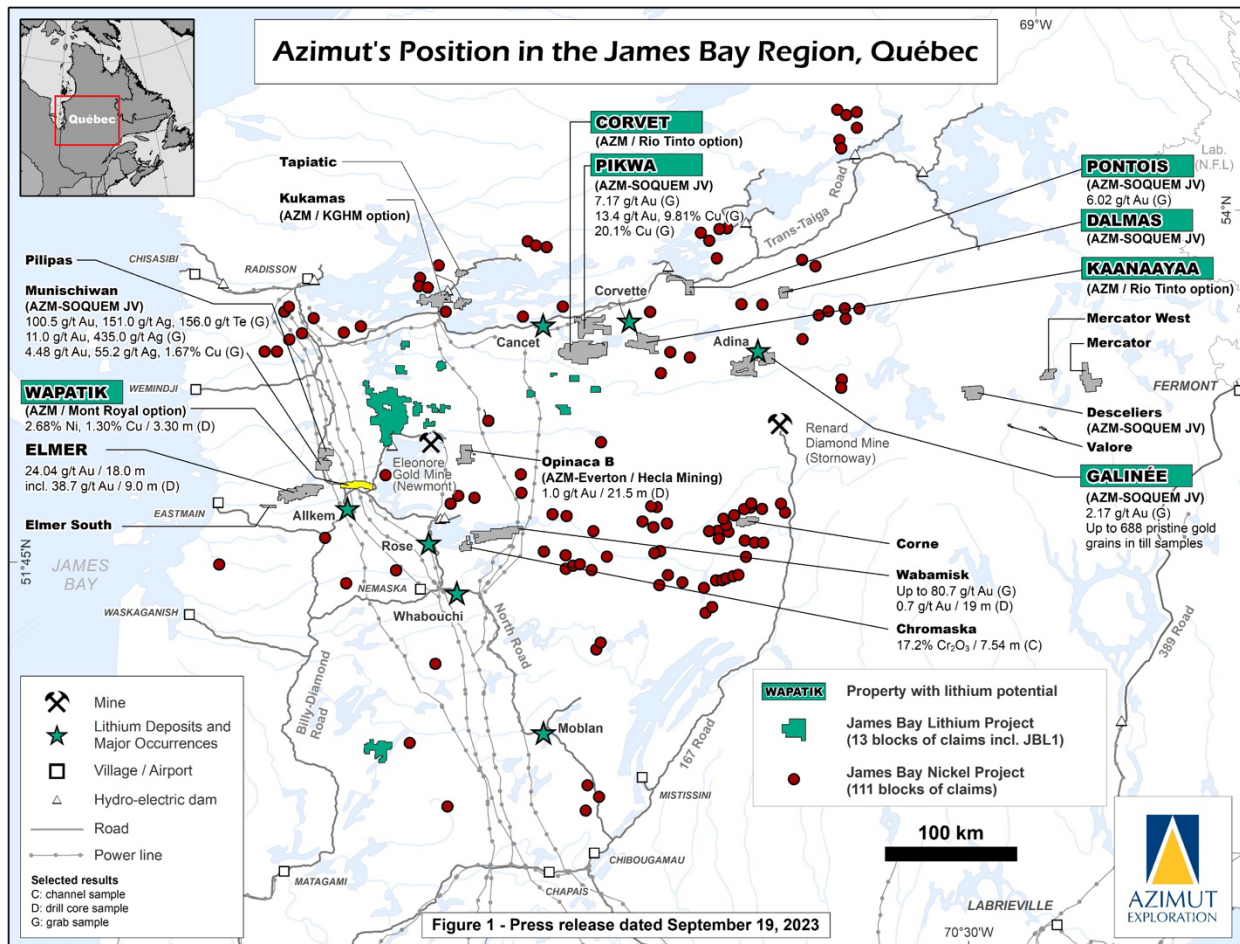 Azimut's Position in the James Bay Region, Québec
Québec
69°W
Lab.
(N.F.L)
54°N
CORVET
(AZM / Rio Tinto option)
PIKWA
(AZM-SOQUEM JV)
7.17 g/t Au (G)
13.4 g/t Au, 9.81% Cu (G)
20.1% Cu (G)
Tapiatic
Kukamas
(AZM / KGHM option)
Trans-Taiga
Road
PONTOIS
(AZM-SOQUEM JV)
6.02 g/t Au (G)
DALMAS
(AZM-SOQUEM JV)
KAANAAYAA
(AZM / Rio Tinto option)
Mercator West
Mercator
FERMONT
Desceliers
(AZM-SOQUEM JV)
Valore
GALINÉE
(AZM-SOQUEM JV)
2.17 g/t Au (G)
Up to 688 pristine gold
grains in till samples
CHISASIBI
RADISSON
Pilipas
Munischiwan
(AZM-SOQUEM JV)
100.5 g/t Au, 151.0 g/t Ag, 156.0 g/t Te (G)
11.0 g/t Au, 435.0 g/t Ag (G)
4.48 g/t Au, 55.2 g/t Ag, 1.67% Cu (G)
WEMINDJI
WAPATIK
(AZM / Mont Royal option)
2.68% Ni, 1.30% Cu / 3.30 m (D)
ELMER
24.04 g/t Au / 18.0 m
incl. 38.7 g/t Au / 9.0 m (D)
EASTMAIN
Elmer South
Corvette
Cancet
Adina
Eleonore
Gold Mine
(Newmont)
Opinaca B
(AZM-Everton / Hecla Mining)
1.0 g/t Au / 21.5 m (D)
Renard
Diamond Mine
(Stornoway)
Allkem
Rose
Corne
Wabamisk
Up to 80.7 g/t Au (G)
0.7 g/t Au / 19 m (D)
Chromaska
17.2% Cr₂O₃ / 7.54 m (C)
51°45'N
JAMES
BAY
NEMASKA
WASKAGANISH
Whabouchi
North Road
Billy-Diamond
Road
Moblan
167 Road
389 Road
MISTISSINI
CHIBOUGAMAU
CHAPAIS
MATAGAMI
LABRIEVILLE
70°30'W
Mine
Lithium Deposits and
Major Occurrences
Village / Airport
Hydro-electric dam
Road
Power line
Selected results
C: channel sample
D: drill core sample
G: grab sample
WAPATIK
Property with lithium potential
James Bay Lithium Project
(13 blocks of claims incl. JBL1)
James Bay Nickel Project
(111 blocks of claims)
100 km
AZIMUT
EXPLORATION
Figure 1 - Press release dated September 19, 2023